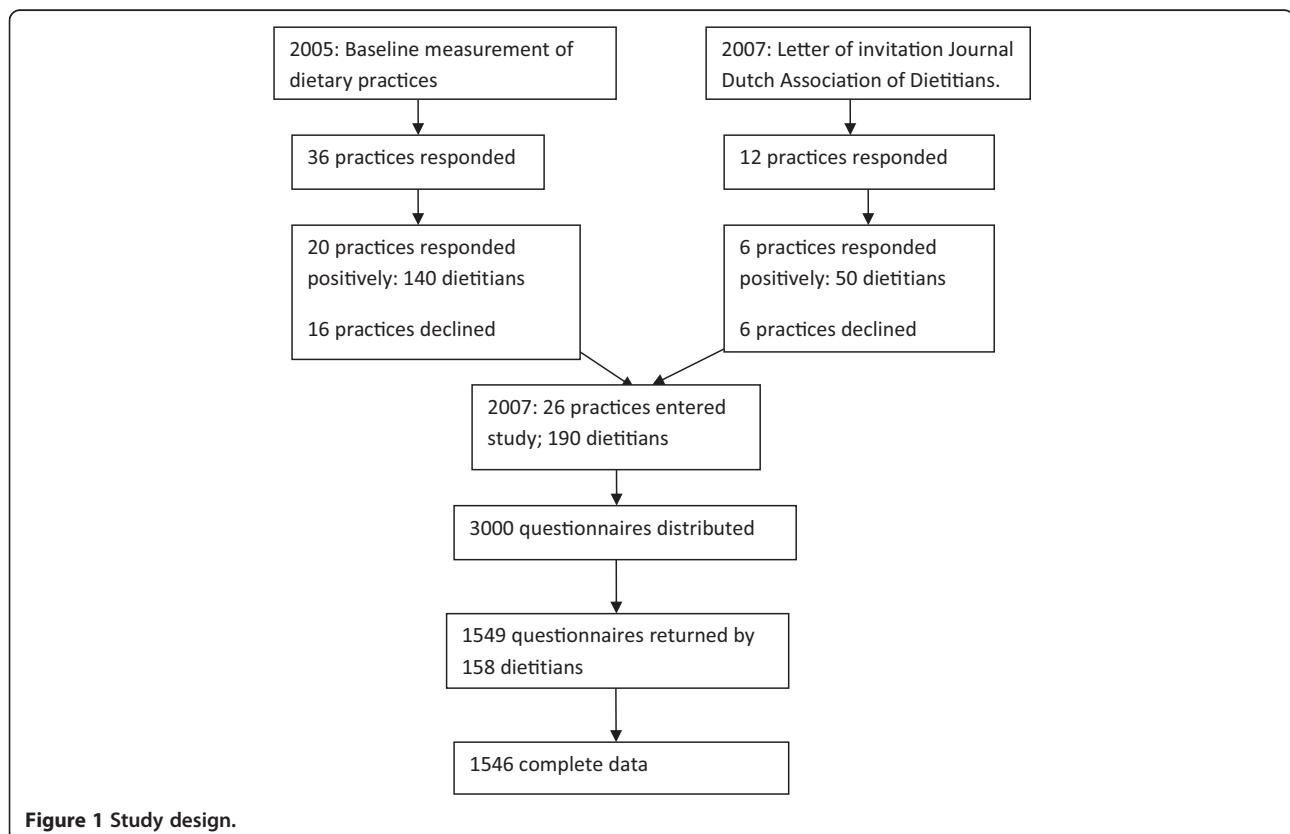 2005: Baseline measurement of
dietary practices
2007: Letter of invitation Journal
Dutch Association of Dietitians.
36 practices responded
12 practices responded
20 practices responded
positively: 140 dietitians
16 practices declined
6 practices responded
positively: 50 dietitians
6 practices declined
2007: 26 practices entered
study; 190 dietitians
3000 questionnaires distributed
1549 questionnaires returned by
158 dietitians
1546 complete data
Figure 1 Study design.